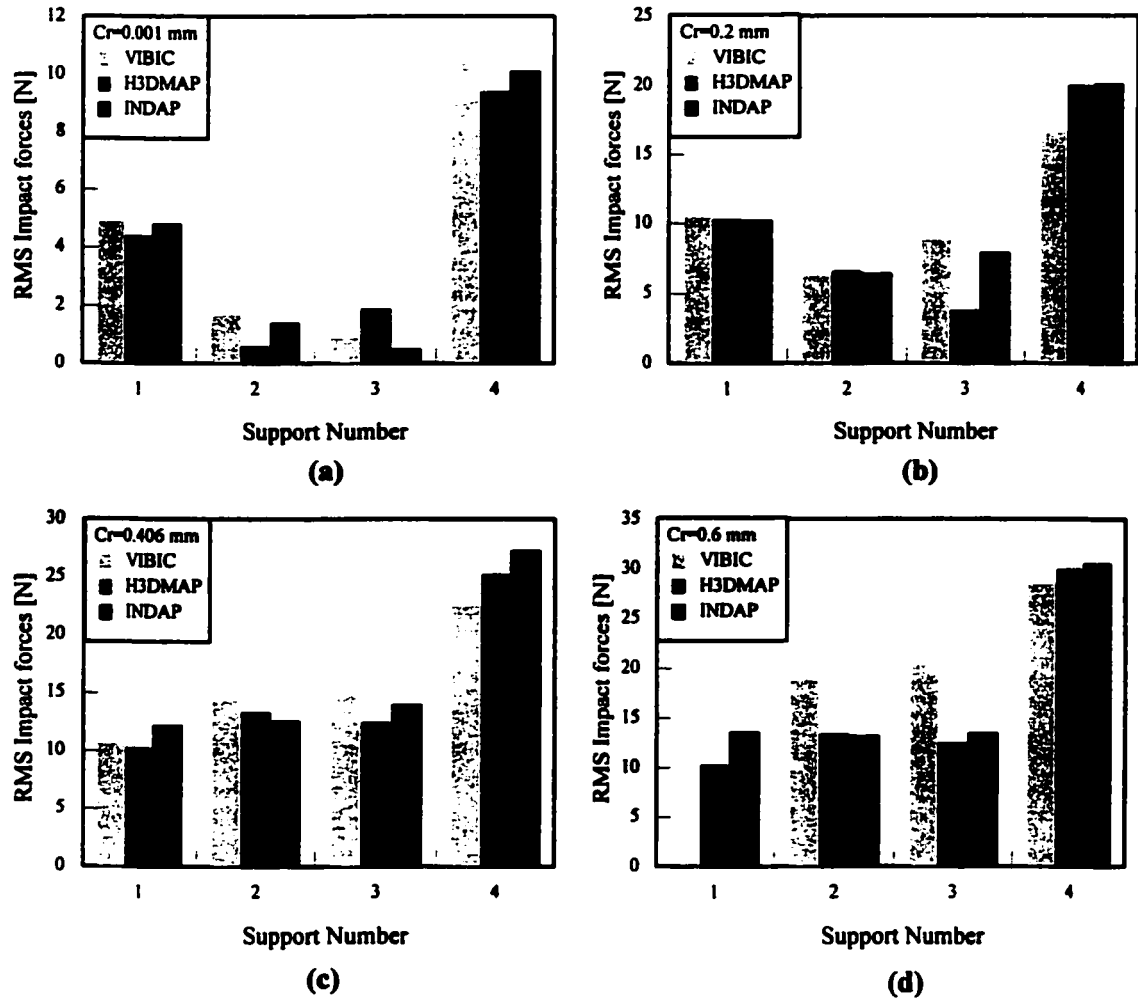 Cr=0.001 mm
VIBIC
H3DMAP
INDAP
RMS Impact forces [N]
12
10
8
6
4
2
0
1 2 3 4
Support Number
(a)
Cr=0.2 mm
VIBIC
H3DMAP
INDAP
RMS Impact forces [N]
25
20
15
10
5
0
1 2 3 4
Support Number
(b)
Cr=0.406 mm
VIBIC
H3DMAP
INDAP
RMS Impact forces [N]
30
25
20
15
10
5
0
1 2 3 4
Support Number
(c)
Cr=0.6 mm
VIBIC
H3DMAP
INDAP
RMS Impact forces [N]
35
30
25
20
15
10
5
0
1 2 3 4
Support Number
(d)